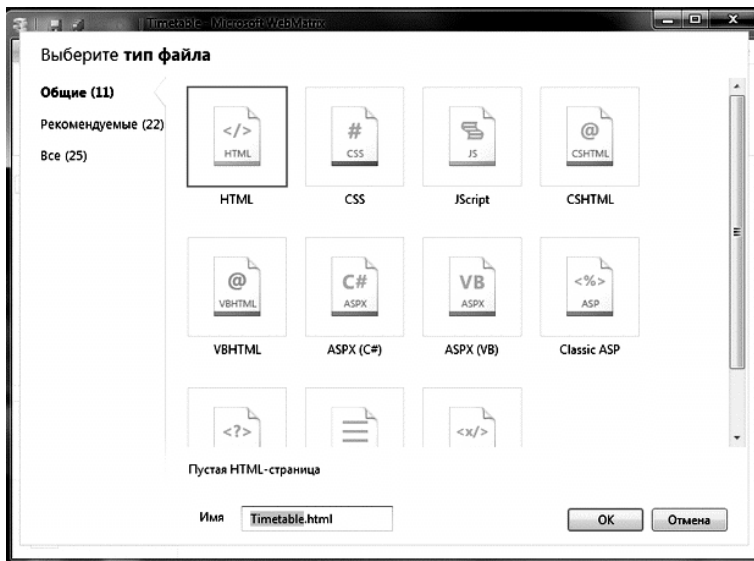 Timetable - Microsoft WebMatrix
Выберите тип файла
Общие (11)
Рекомендуемые (22)
Все (25)
</>
HTML
HTML
#
CSS
CSS
JS
JScript
@
CSHTML
CSHTML
@
VBHTML
VBHTML
C#
ASPX
ASPX (C#)
VB
ASPX
ASPX (VB)
<%>
ASP
Classic ASP
<?>
<x/>
Пустая HTML-страница
Имя
Timetable.html
OK
Отмена